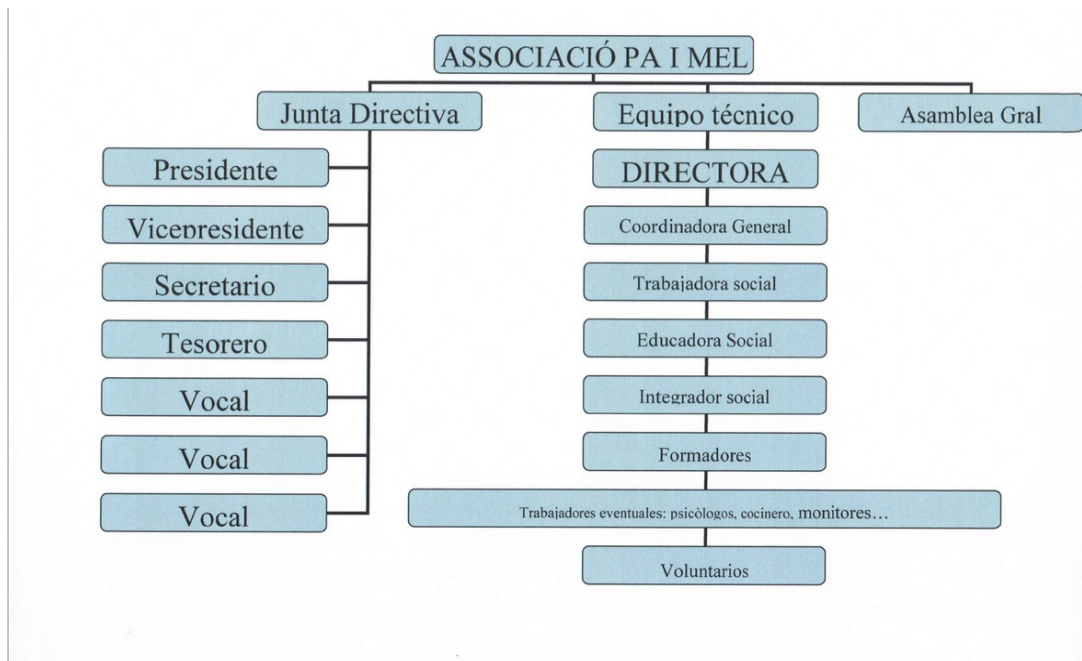 ASSOCIACIÓ PA I MEL
Junta Directiva
Equipo técnico
Asamblea Gral
Presidente
Vicepresidente
Secretario
Tesorero
Vocal
Vocal
Vocal
DIRECTORA
Coordinadora General
Trabajadora social
Educadora Social
Integrador social
Formadores
Trabajadores eventuales: psicòlogos, cocinero, monitores…
Voluntarios